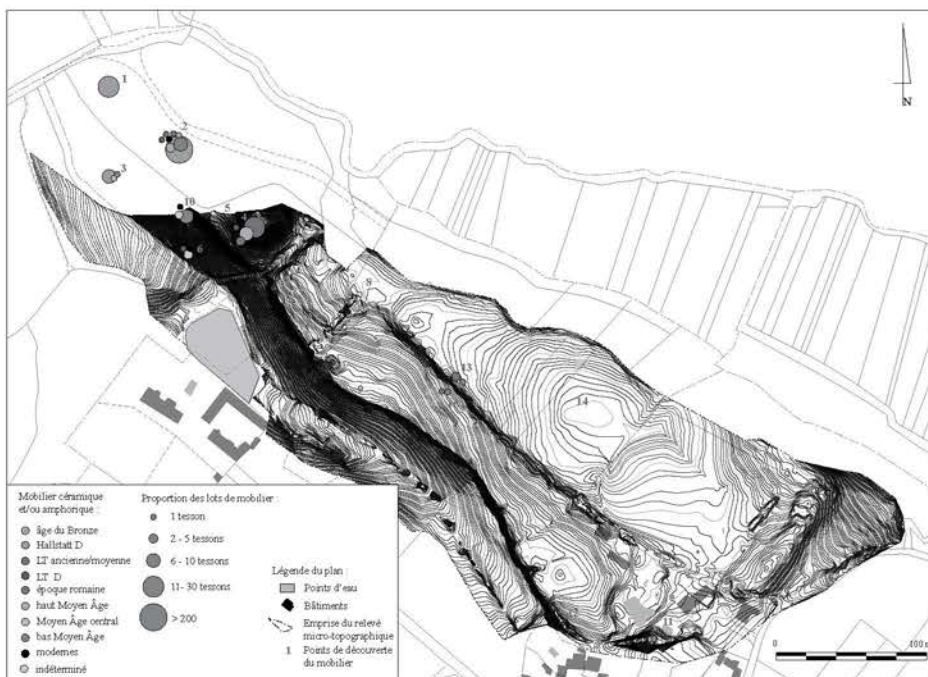 N
1
2
3
10
5
6
8
13
14
11
Mobilier céramique
et/ou amphorique :
âge du Bronze
Hallstatt D
LT ancienne/moyenne
LT D
époque romaine
haut Moyen Âge
Moyen Âge central
bas Moyen Âge
modernes
indéterminé
Proportion des lots de mobilier :
1 tesson
2 - 5 tessons
6 - 10 tessons
11- 30 tessons
> 200
Légende du plan :
Points d'eau
Bâtiments
Emprise du relevé
micro-topographique
1 Points de découverte
du mobilier
0